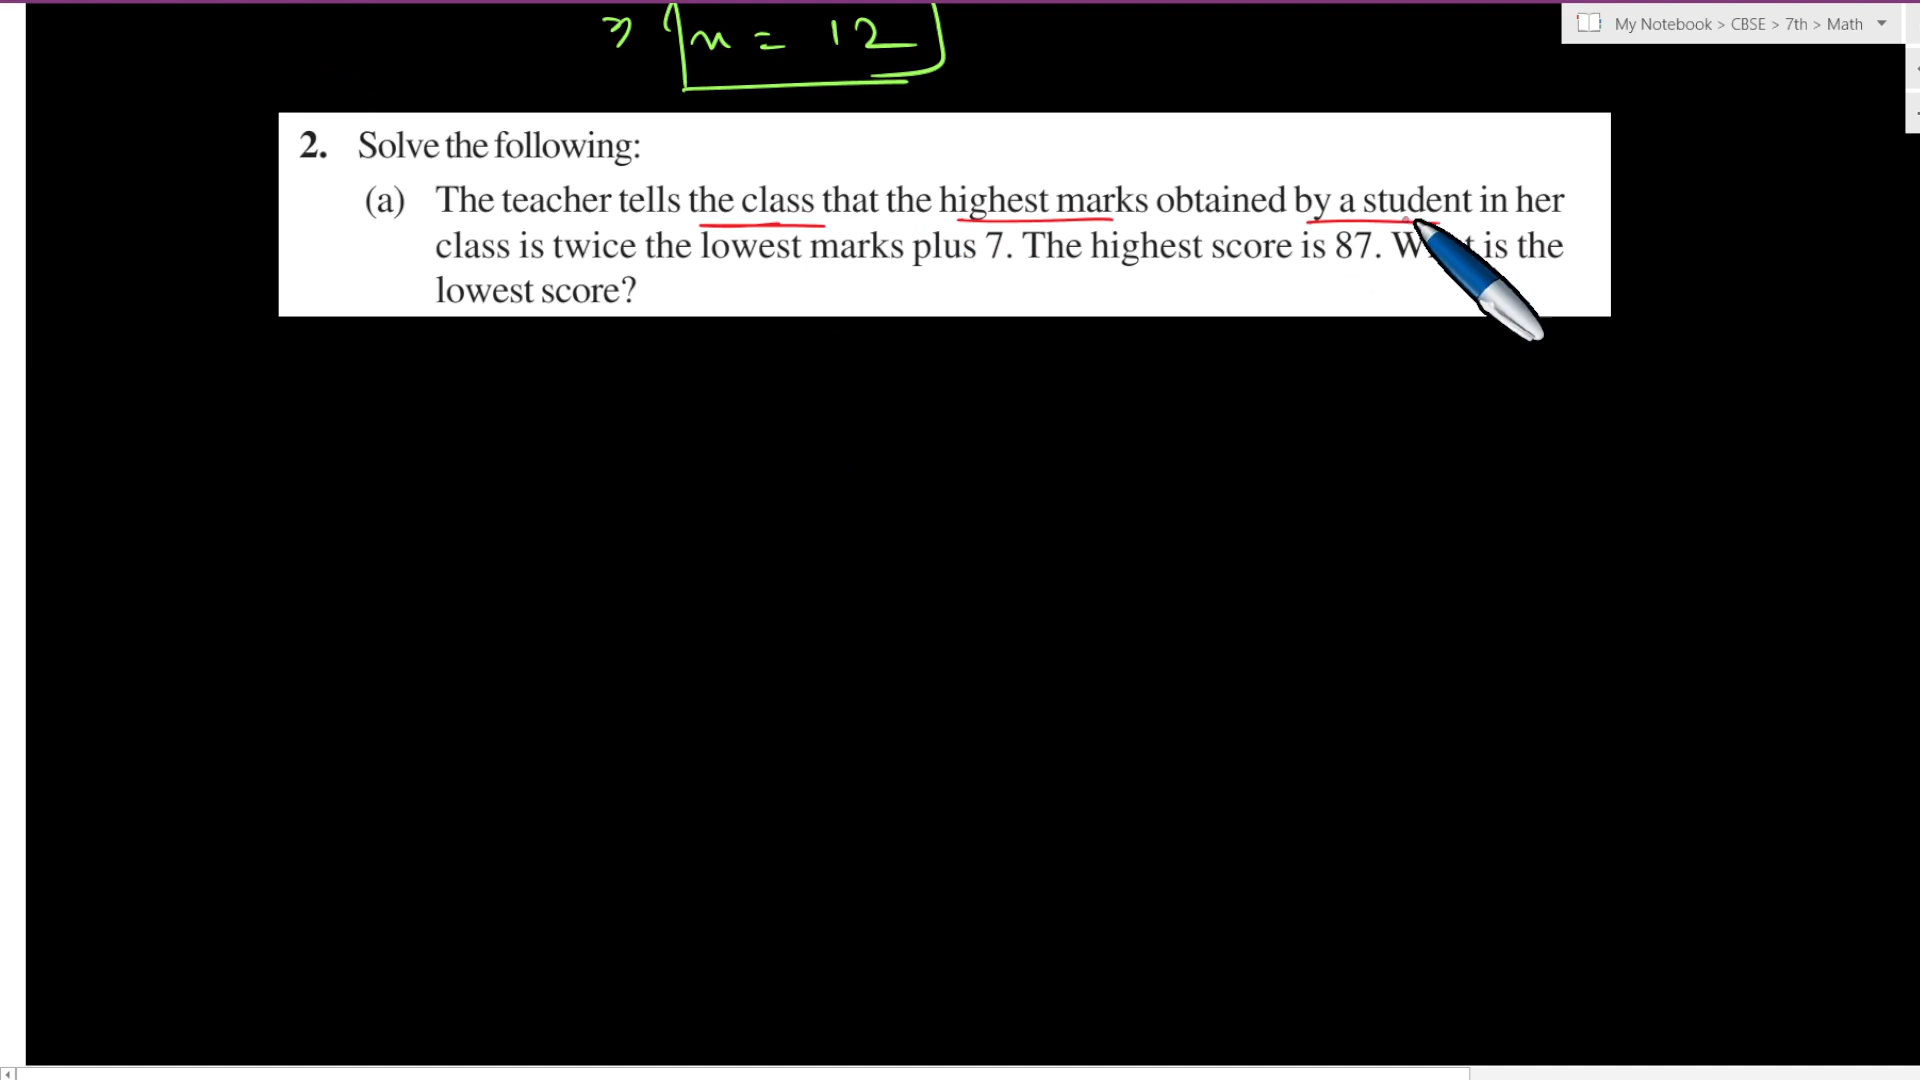 ⇒ x = 12
My Notebook > CBSE > 7th > Math
2. Solve the following:
(a) The teacher tells the class that the highest marks obtained by a student in her
class is twice the lowest marks plus 7. The highest score is 87. is the
lowest score?